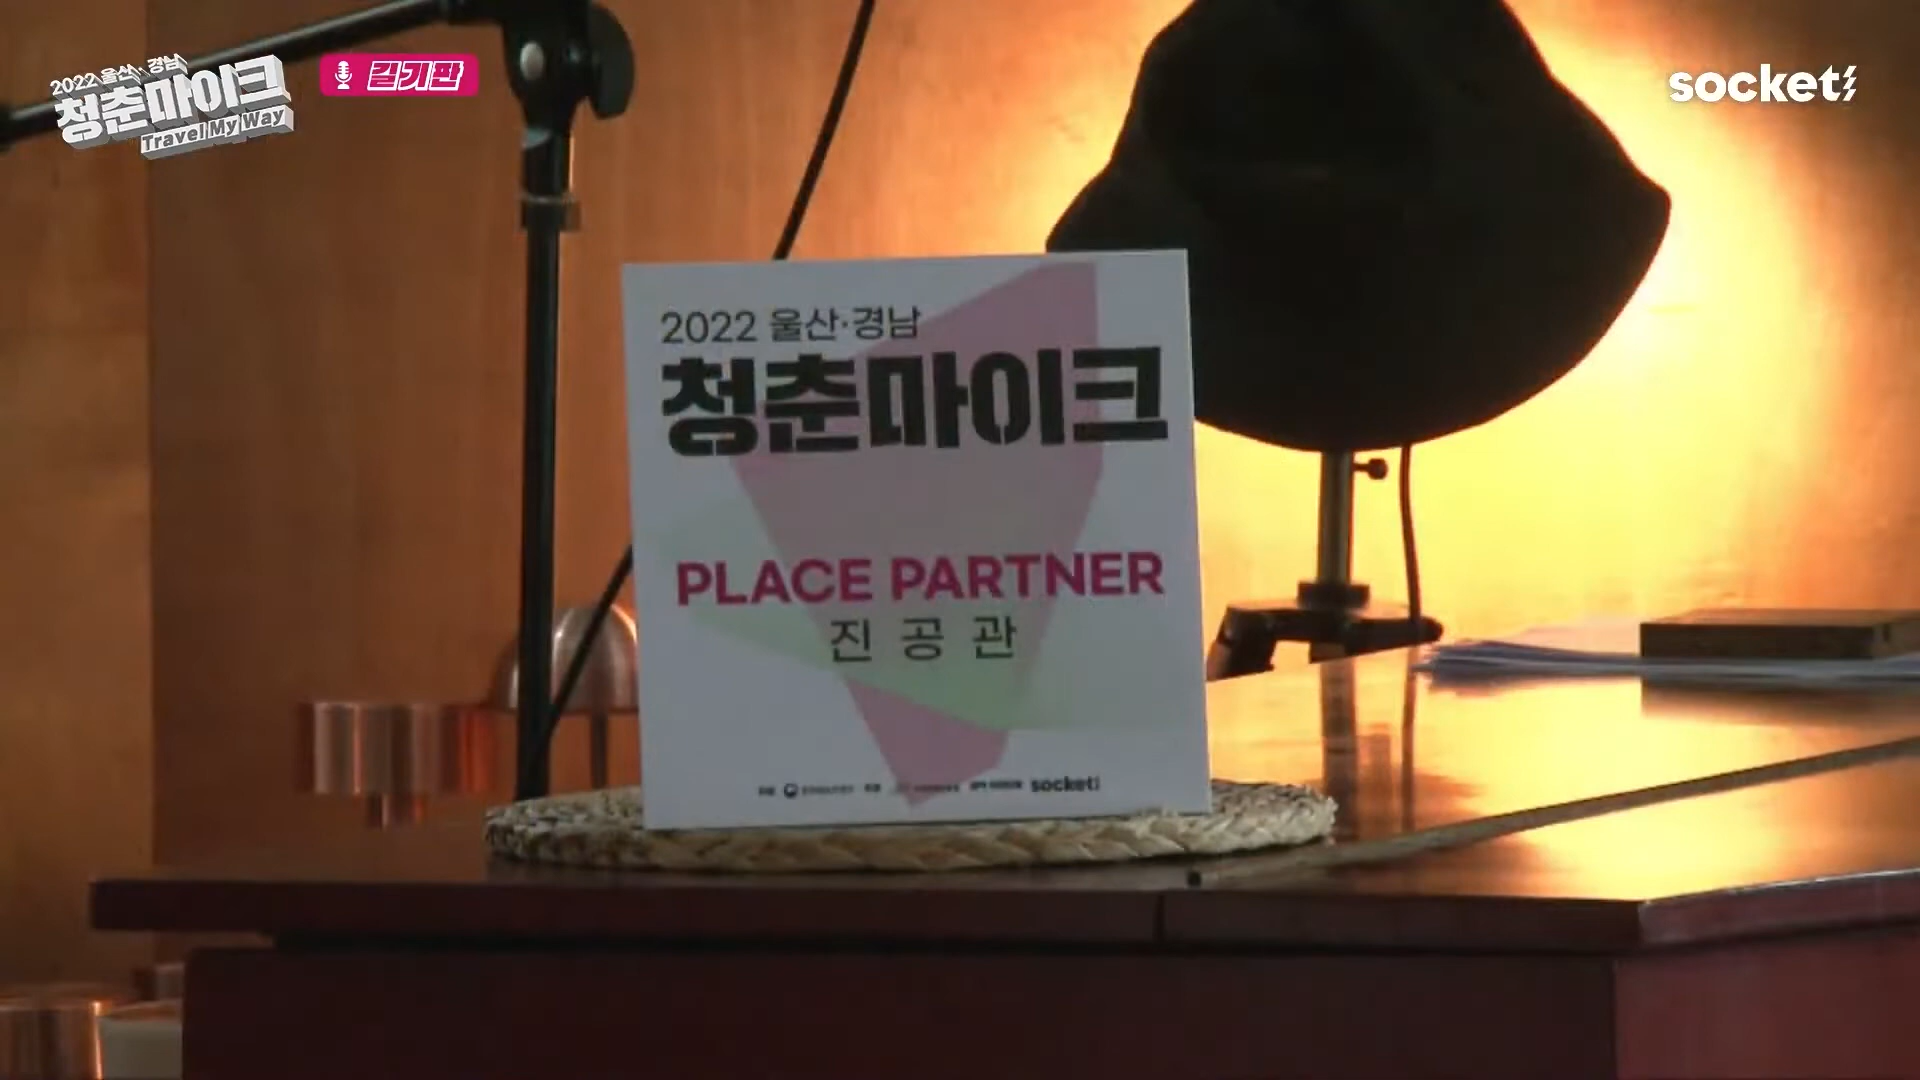 2022 울산·경남
청춘마이크
Travel My Way
길기판
socket
2022 울산·경남
청춘마이크
PLACE PARTNER
진공관
socket